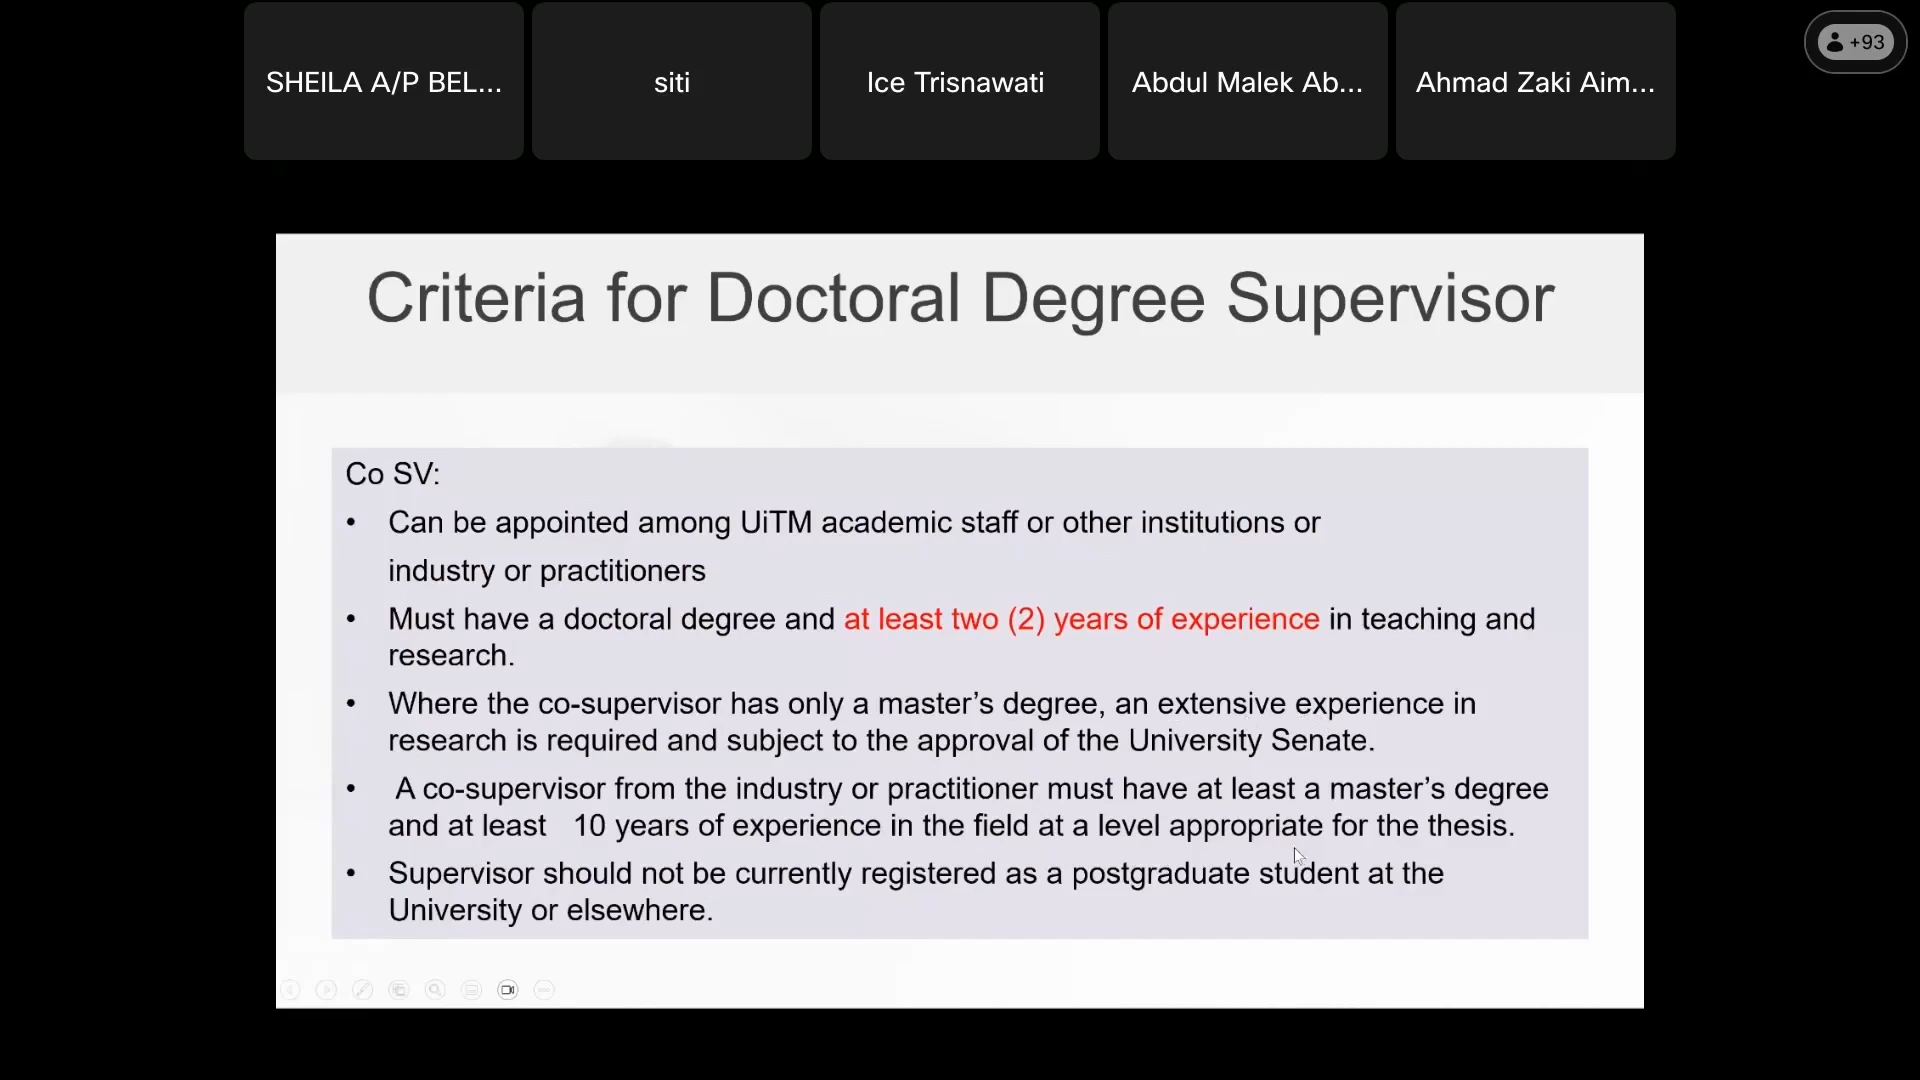 SHEILA A/P BEL...
siti
Ice Trisnawati
Abdul Malek Ab...
Ahmad Zaki Aim...
+93
Criteria for Doctoral Degree Supervisor
Co SV:
• Can be appointed among UiTM academic staff or other institutions or
industry or practitioners
• Must have a doctoral degree and at least two (2) years of experience in teaching and
research.
• Where the co-supervisor has only a master’s degree, an extensive experience in
research is required and subject to the approval of the University Senate.
• A co-supervisor from the industry or practitioner must have at least a master’s degree
and at least 10 years of experience in the field at a level appropriate for the thesis.
• Supervisor should not be currently registered as a postgraduate student at the
University or elsewhere.